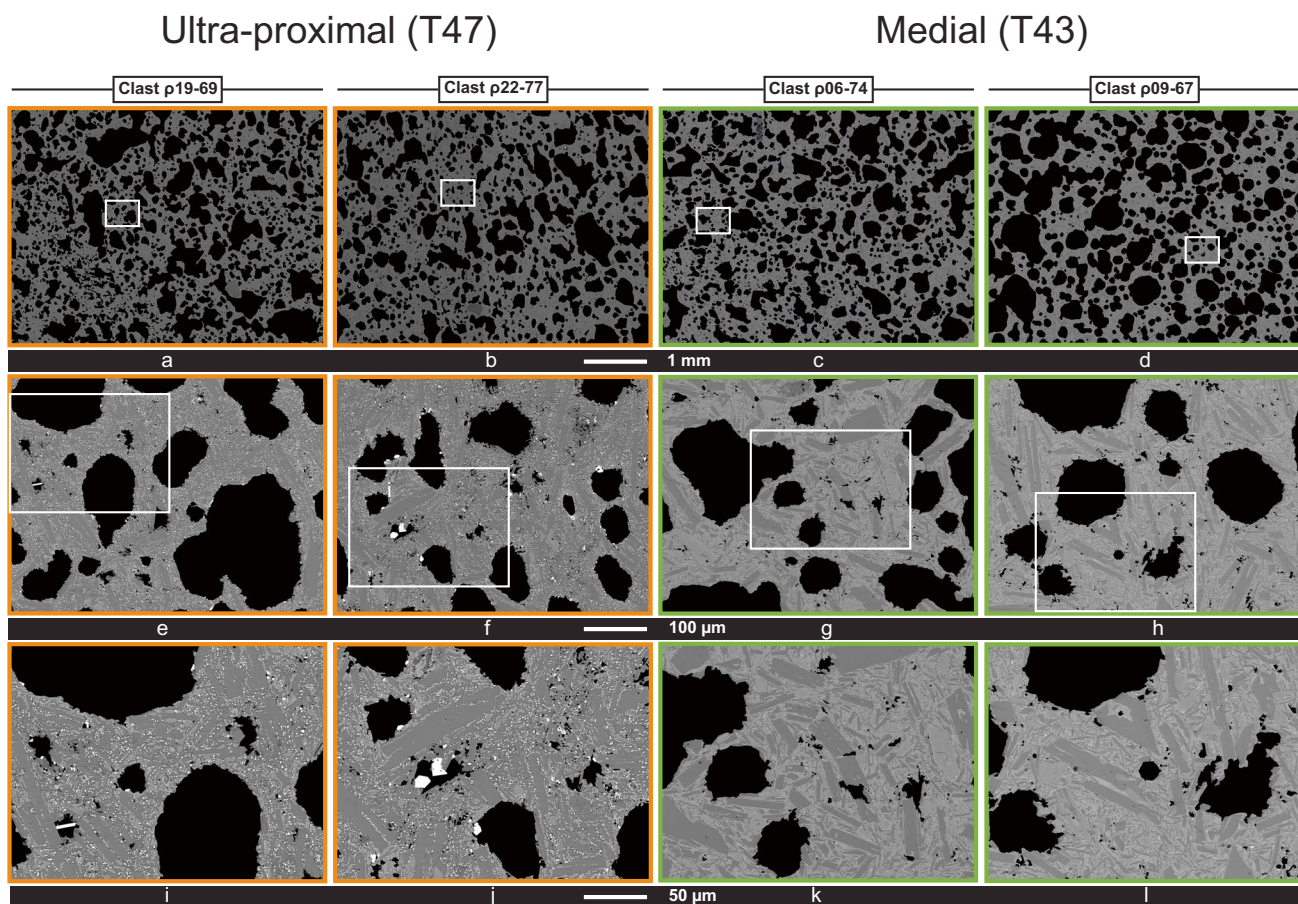 Ultra-proximal (T47) Medial (T43)
Clast ρ19-69 Clast ρ22-77 Clast ρ06-74 Clast ρ09-67
a b 1 mm c d
e f 100 µm g h
i j 50 µm k l